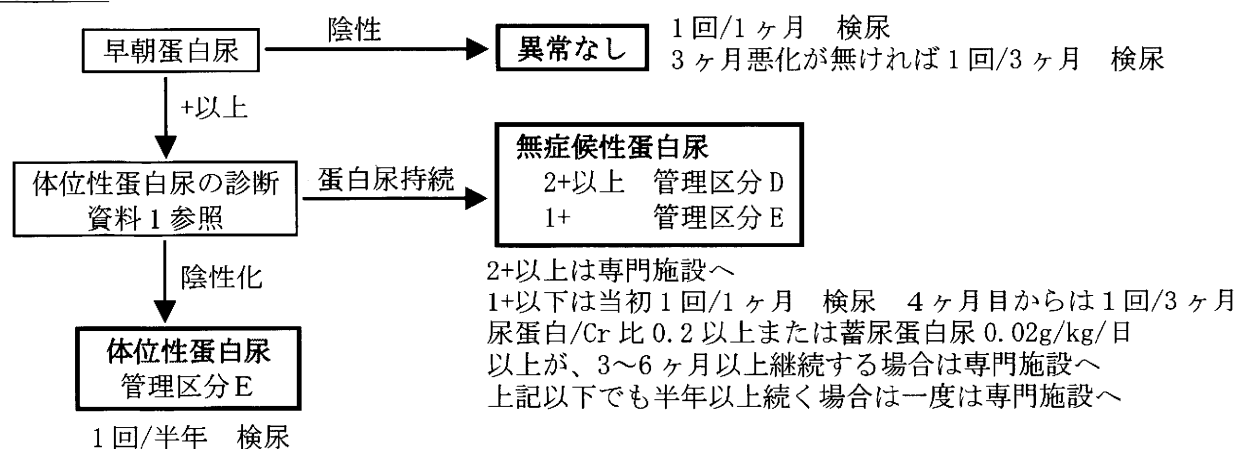 早朝蛋白尿
陰性
異常なし
1回/1ヶ月 検尿
3ヶ月悪化が無ければ1回/3ヶ月 検尿
+以上
体位性蛋白尿の診断
資料1参照
蛋白尿持続
無症候性蛋白尿
2+以上 管理区分D
1+ 管理区分E
陰性化
体位性蛋白尿
管理区分E
1回/半年 検尿
2+以上は専門施設へ
1+以下は当初1回/1ヶ月 検尿 4ヶ月目からは1回/3ヶ月
尿蛋白/Cr比0.2以上または蓄尿蛋白尿0.02g/kg/日
以上が、3~6ヶ月以上継続する場合は専門施設へ
上記以下でも半年以上続く場合は一度は専門施設へ